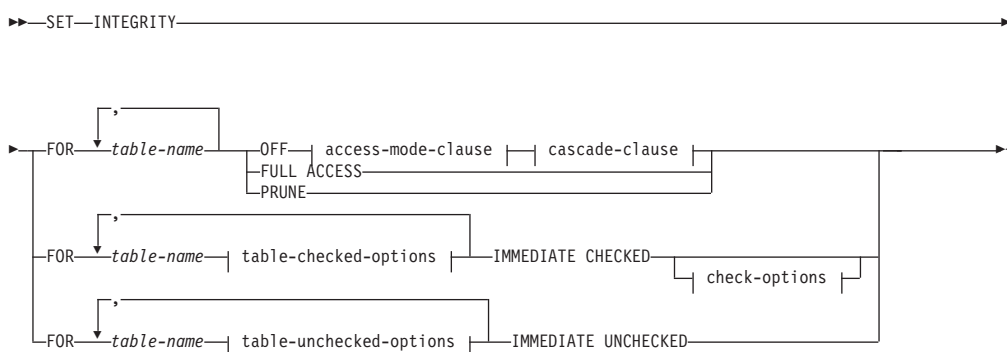 SET INTEGRITY
,
FOR table-name OFF access-mode-clause cascade-clause
FULL ACCESS
PRUNE
,
FOR table-name table-checked-options IMMEDIATE CHECKED
check-options
,
FOR table-name table-unchecked-options IMMEDIATE UNCHECKED